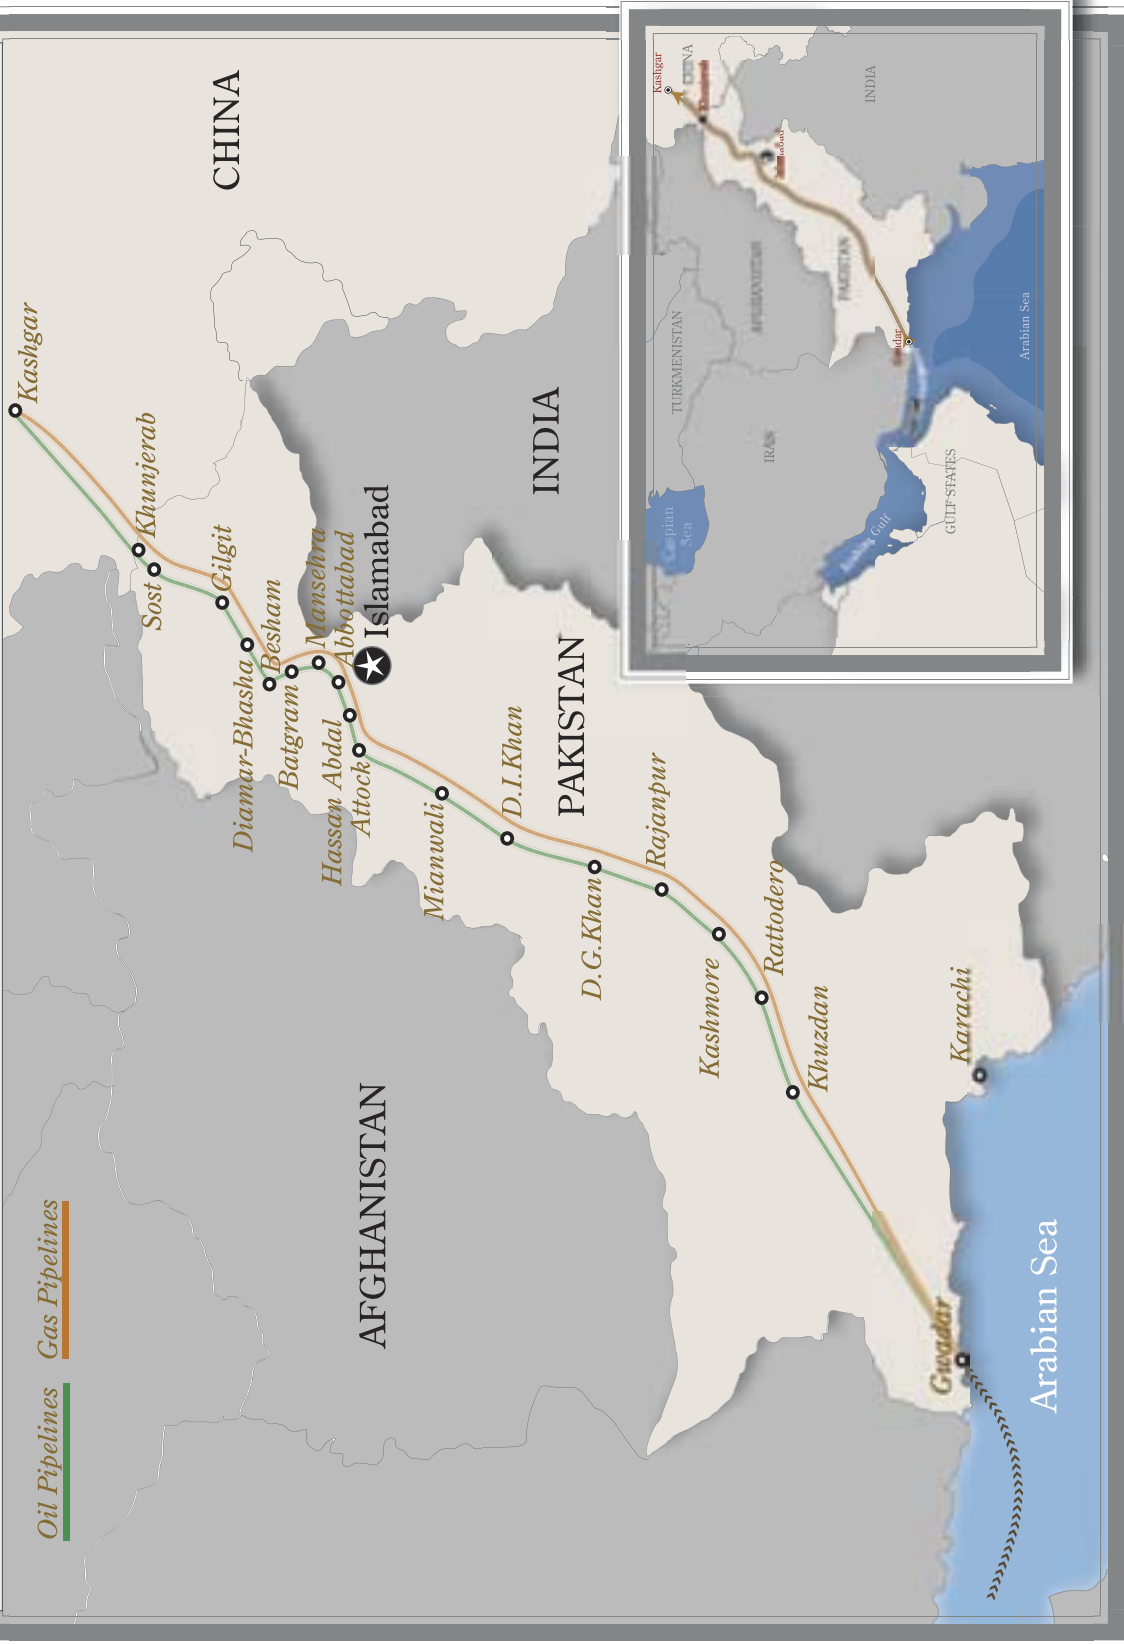 CHINA
Kashgar
Khunjerab
Sost
Gilgit
Diamar-Bhasha
Besham
Batgram
Mansehra
Abbottabad
Islamabad
Hassan Abdal
Attock
Mianwali
D.I.Khan
D.G.Khan
Rajanpur
Kashmore
Rattodero
Khuzdan
Karachi
Gwadar
INDIA
PAKISTAN
AFGHANISTAN
Arabian Sea
Oil Pipelines
Gas Pipelines
Kashgar
CHINA
INDIA
PAKISTAN
AFGHANISTAN
TURKMENISTAN
IRAN
GULF STATES
Arabian Sea
Sea
Gulf